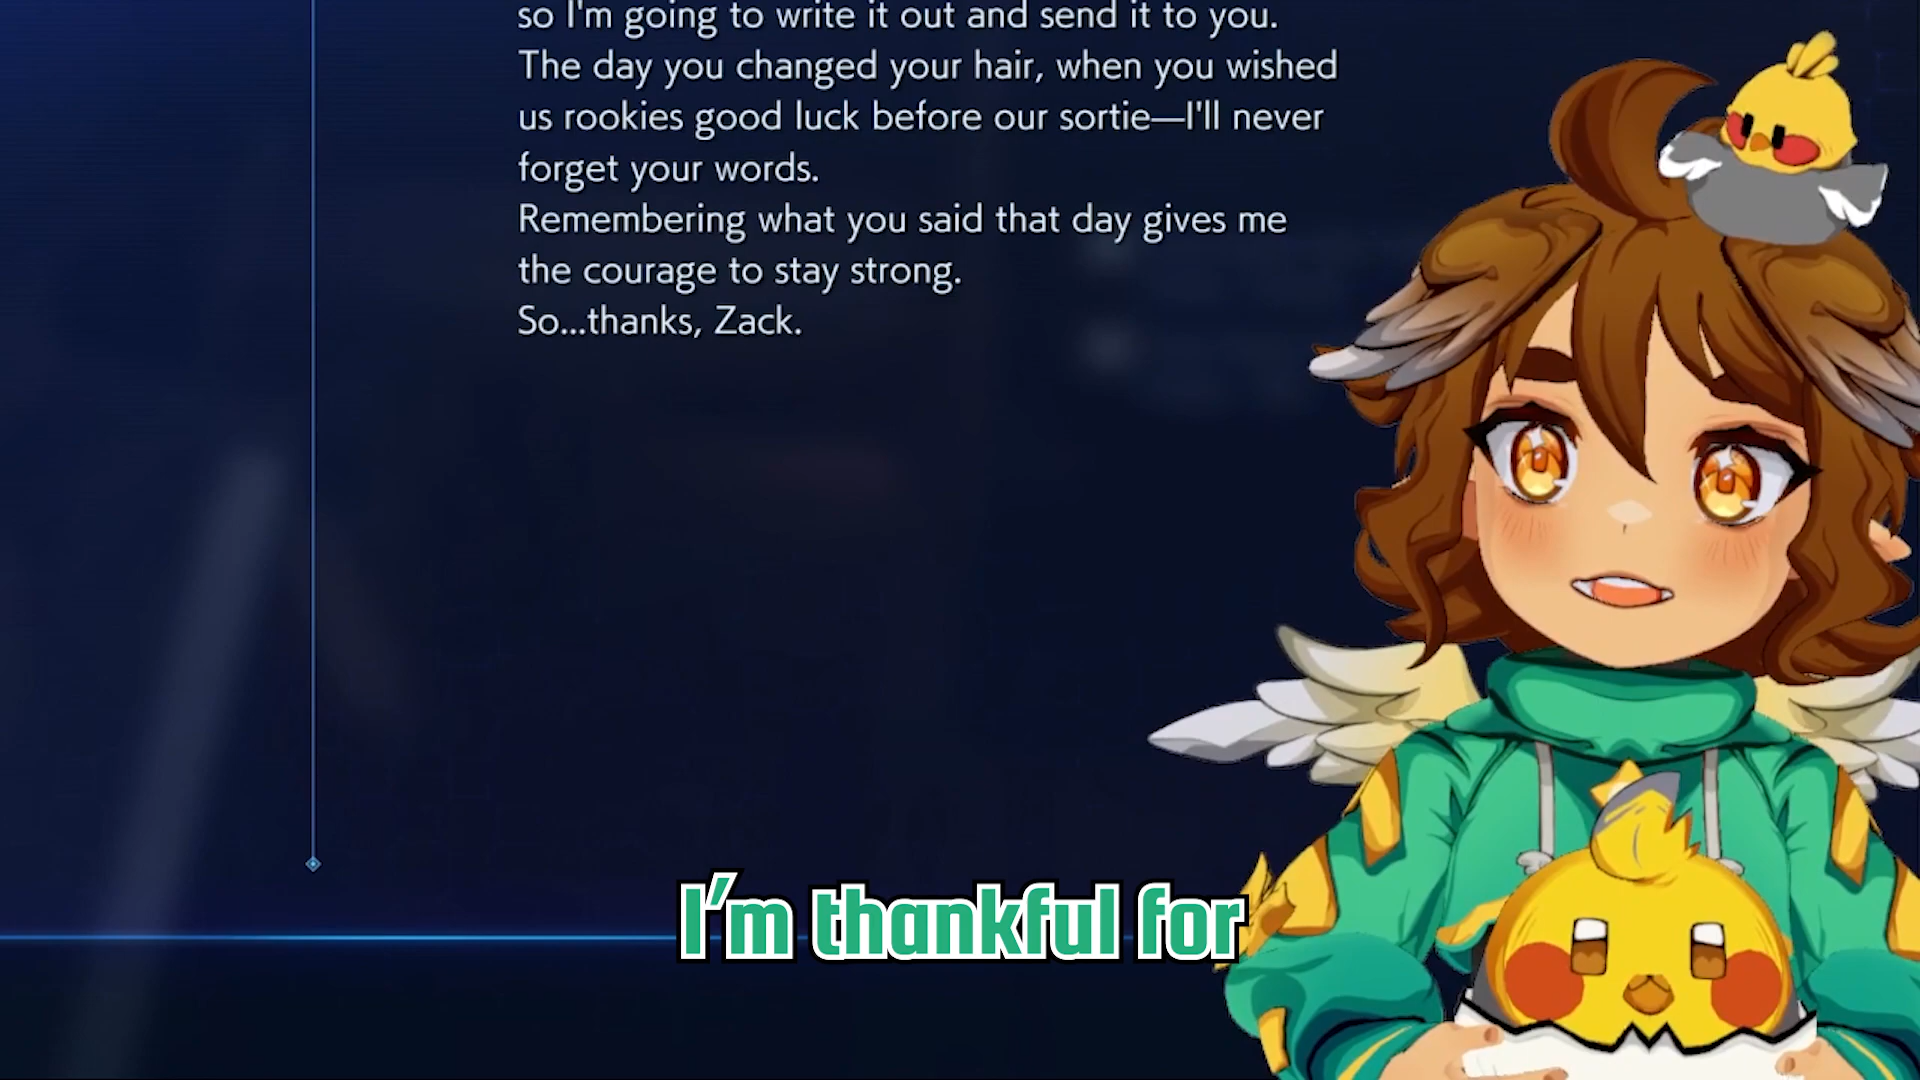 so I'm going to write it out and send it to you.
The day you changed your hair, when you wished
us rookies good luck before our sortie—I'll never
forget your words.
Remembering what you said that day gives me
the courage to stay strong.
So...thanks, Zack.
I'm thankful for